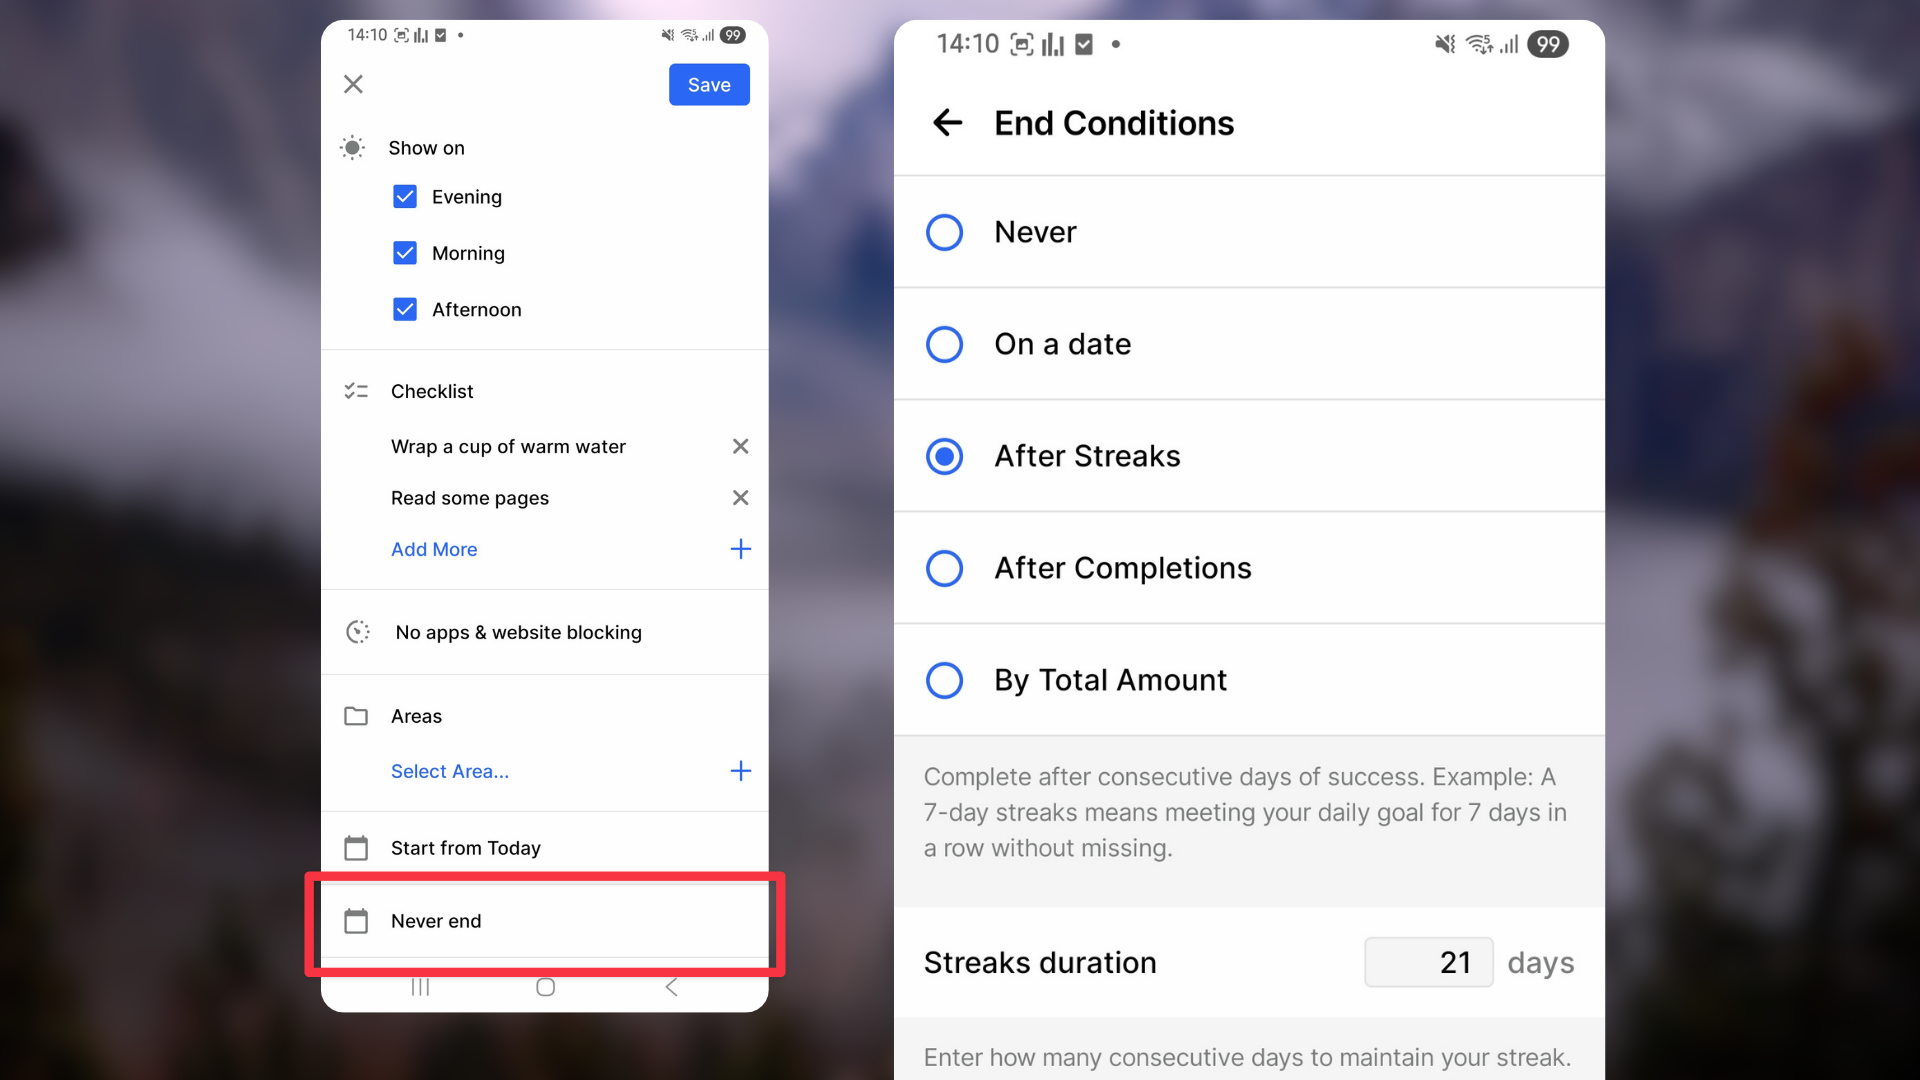 14:10
99
Save
Show on
Evening
Morning
Afternoon
Checklist
Wrap a cup of warm water
Read some pages
Add More
No apps & website blocking
Areas
Select Area...
Start from Today
Never end
14:10
5
99
End Conditions
Never
On a date
After Streaks
After Completions
By Total Amount
Complete after consecutive days of success. Example: A
7-day streaks means meeting your daily goal for 7 days in
a row without missing.
Streaks duration
21 days
Enter how many consecutive days to maintain your streak.